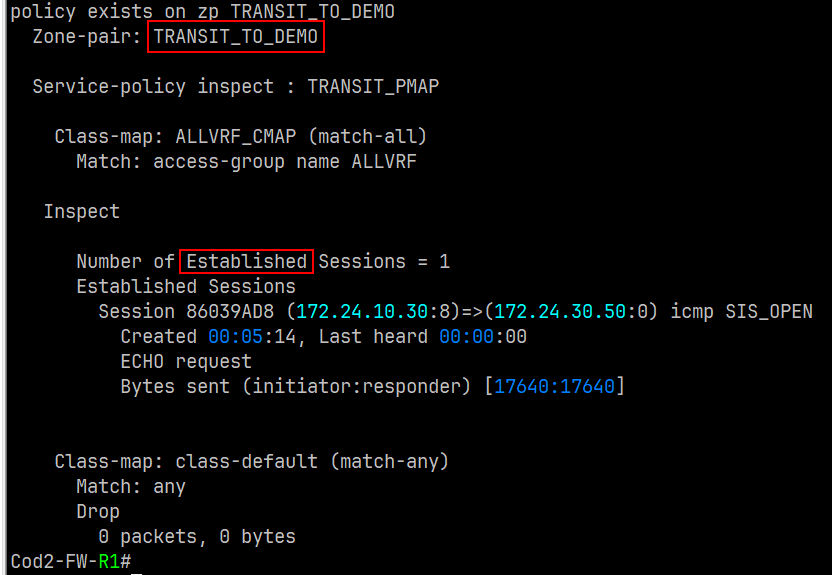 policy exists on zp TRANSIT_TO_DEMO
Zone-pair: TRANSIT_TO_DEMO
Service-policy inspect : TRANSIT_PMAP
Class-map: ALLVRF_CMAP (match-all)
Match: access-group name ALLVRF
Inspect
Number of Established Sessions = 1
Established Sessions
Session 86039AD8 (172.24.10.30:8)=>(172.24.30.50:0) icmp SIS_OPEN
Created 00:05:14, Last heard 00:00:00
ECHO request
Bytes sent (initiator:responder) [17640:17640]
Class-map: class-default (match-any)
Match: any
Drop
0 packets, 0 bytes
Cod2-FW-R1#